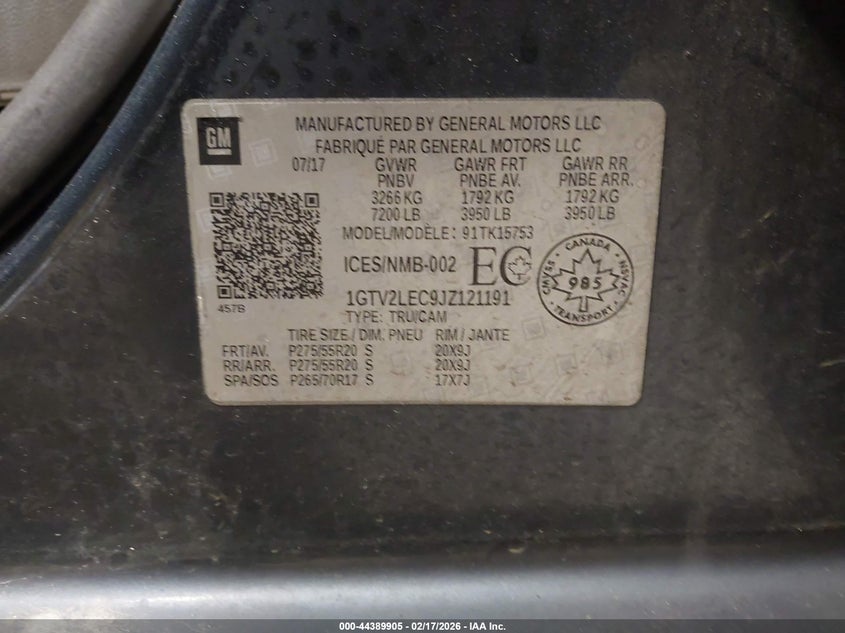 GM
MANUFACTURED BY GENERAL MOTORS LLC
FABRIQUÉ PAR GENERAL MOTORS LLC
07/17 GVWR GAWR FRT GAWR RR
PNBV PNBE AV. PNBE ARR.
3266 KG 1792 KG 1792 KG
7200 LB 3950 LB 3950 LB
MODEL/MODÈLE: 91TK15753
ICES/NMB-002 EC
CANADA
985
TRANSPORT
SVAC
NSVAC
1GTV2LEC9JZ121191
457B
TYPE: TRU/CAM
TIRE SIZE / DIM. PNEU RIM / JANTE
FRT/AV. P275/55R20 S 20X9J
RR/ARR. P275/55R20 S 20X9J
SPA/SOS P265/70R17 S 17X7J
000-44389905 - 02/17/2026 - IAA Inc.